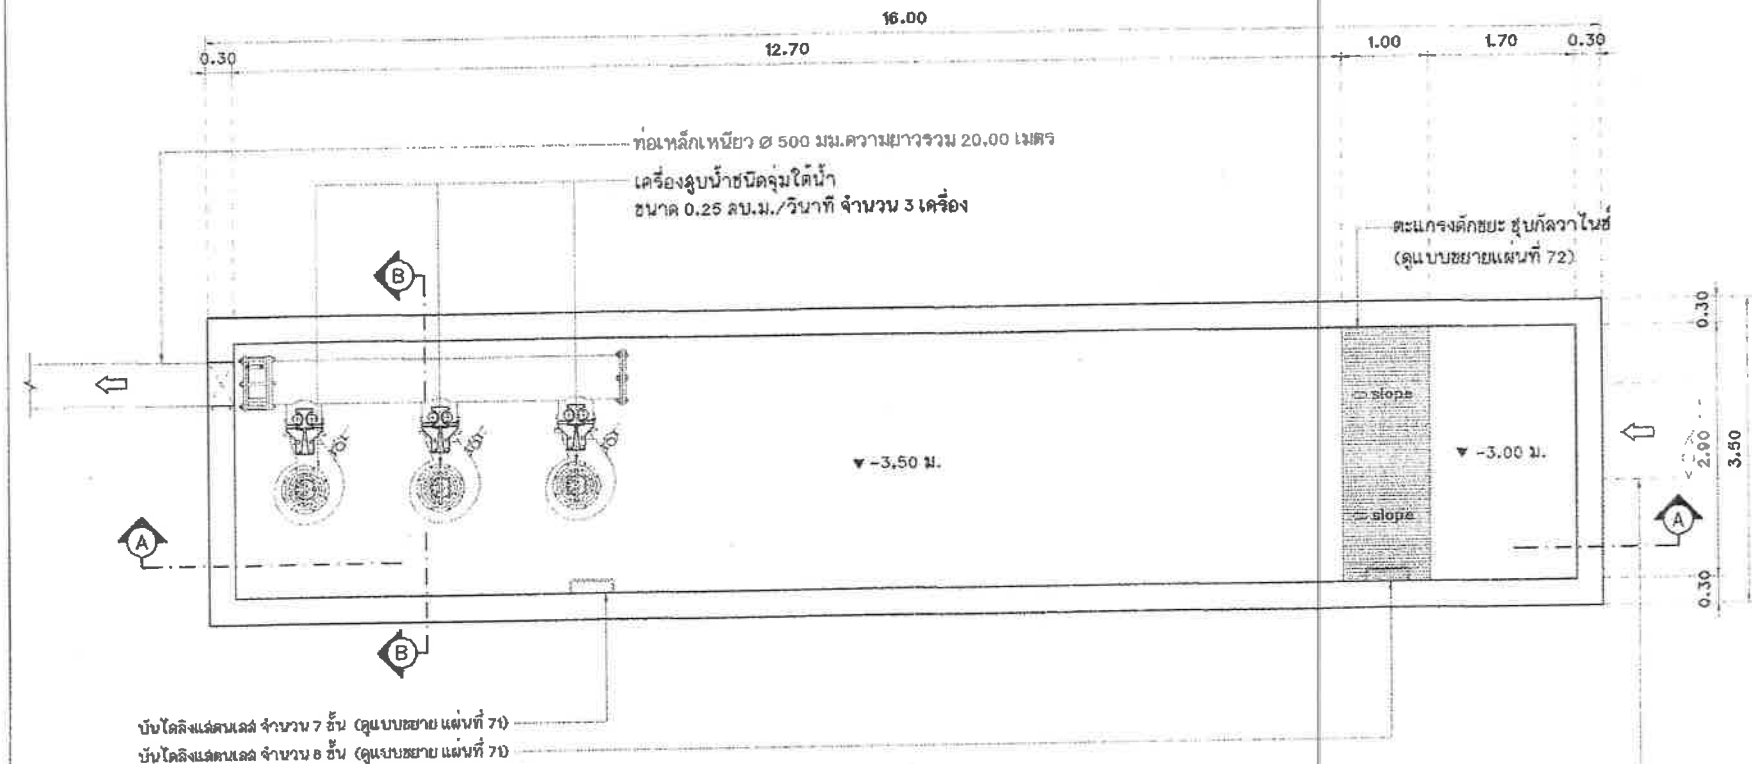 16.00
0.30 12.70 1.00 1.70 0.30
ท่อเหล็กเหนียว Ø 500 มม.ความยาวรวม 20.00 เมตร
เครื่องสูบน้ำชนิดจุ่มใต้น้ำ
ขนาด 0.25 ลบ.ม./วินาที จำนวน 3 เครื่อง
ตะแกรงดักขยะ ชุบกัลวาไนซ์
(ดูแบบขยายแผ่นที่ 72)
B
0.30
slope
▼ -3.50 ม.
▼ -3.00 ม.
2.90
3.50
slope
A
A
0.30
B
บันไดลิงแสตนเลส จำนวน 7 ขั้น (ดูแบบขยาย แผ่นที่ 71)
บันไดลิงแสตนเลส จำนวน 8 ขั้น (ดูแบบขยาย แผ่นที่ 71)